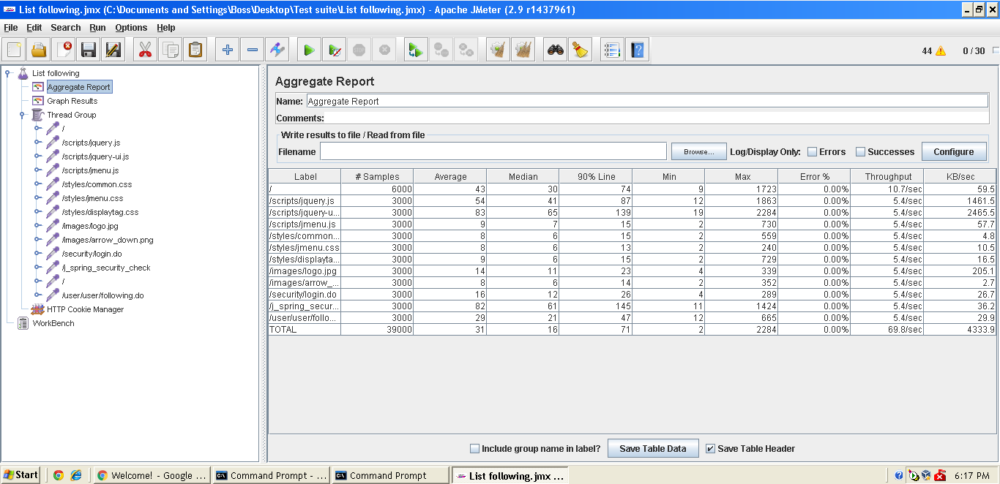 List following.jmx (C:\Documents and Settings\Boss\Desktop\Test suite\List following.jmx) - Apache JMeter (2.9 r1437961)
File Edit Search Run Options Help
44 0 / 30
List following
Aggregate Report
Graph Results
Thread Group
/
/scripts/jquery.js
/scripts/jquery-ui.js
/scripts/jmenu.js
/styles/common.css
/styles/jmenu.css
/styles/displaytag.css
/images/logo.jpg
/images/arrow_down.png
/security/login.do
/j_spring_security_check
/
/user/user/following.do
HTTP Cookie Manager
WorkBench
Aggregate Report
Name: Aggregate Report
Comments:
Write results to file / Read from file
Filename Browse... Log/Display Only: Errors Successes Configure
Label # Samples Average Median 90% Line Min Max Error % Throughput KB/sec
/ 6000 43 30 74 9 1723 0.00% 10.7/sec 59.5
/scripts/jquery.js 3000 54 41 87 12 1863 0.00% 5.4/sec 1461.5
/scripts/jquery-u... 3000 83 65 139 19 2284 0.00% 5.4/sec 2465.5
/scripts/jmenu.js 3000 9 7 15 2 730 0.00% 5.4/sec 57.7
/styles/common... 3000 8 6 15 2 559 0.00% 5.4/sec 4.8
/styles/jmenu.css 3000 8 6 13 2 240 0.00% 5.4/sec 10.5
/styles/displayta... 3000 9 6 15 2 729 0.00% 5.4/sec 16.5
/images/logo.jpg 3000 14 11 23 4 339 0.00% 5.4/sec 205.1
/images/arrow_... 3000 8 6 14 2 352 0.00% 5.4/sec 2.7
/security/login.do 3000 16 12 26 4 289 0.00% 5.4/sec 26.7
/j_spring_secur... 3000 82 61 145 11 1424 0.00% 5.4/sec 36.2
/user/user/follo... 3000 29 21 47 12 665 0.00% 5.4/sec 29.9
TOTAL 39000 31 16 71 2 2284 0.00% 69.8/sec 4333.9
Include group name in label? Save Table Data Save Table Header
Start Welcome! - Google ... Command Prompt - ... Command Prompt List following.jmx ... 6:17 PM